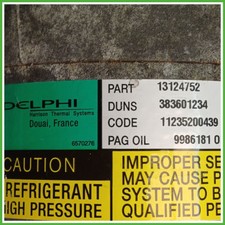 DELPHI
Harrison Thermal Systems
Douai, France
6570276
PART 13124752
DUNS 383601234
CODE 11235200439
PAG OIL 9986181 0
CAUTION
REFRIGERANT
HIGH PRESSURE
IMPROPER SE
MAY CAUSE P
SYSTEM TO B
QUALIFIED PE